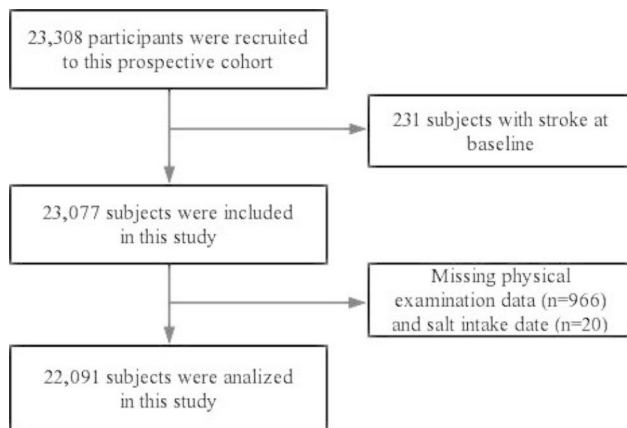 23,308 participants were recruited
to this prospective cohort
231 subjects with stroke at
baseline
23,077 subjects were included
in this study
Missing physical
examination data (n=966)
and salt intake date (n=20)
22,091 subjects were analized
in this study